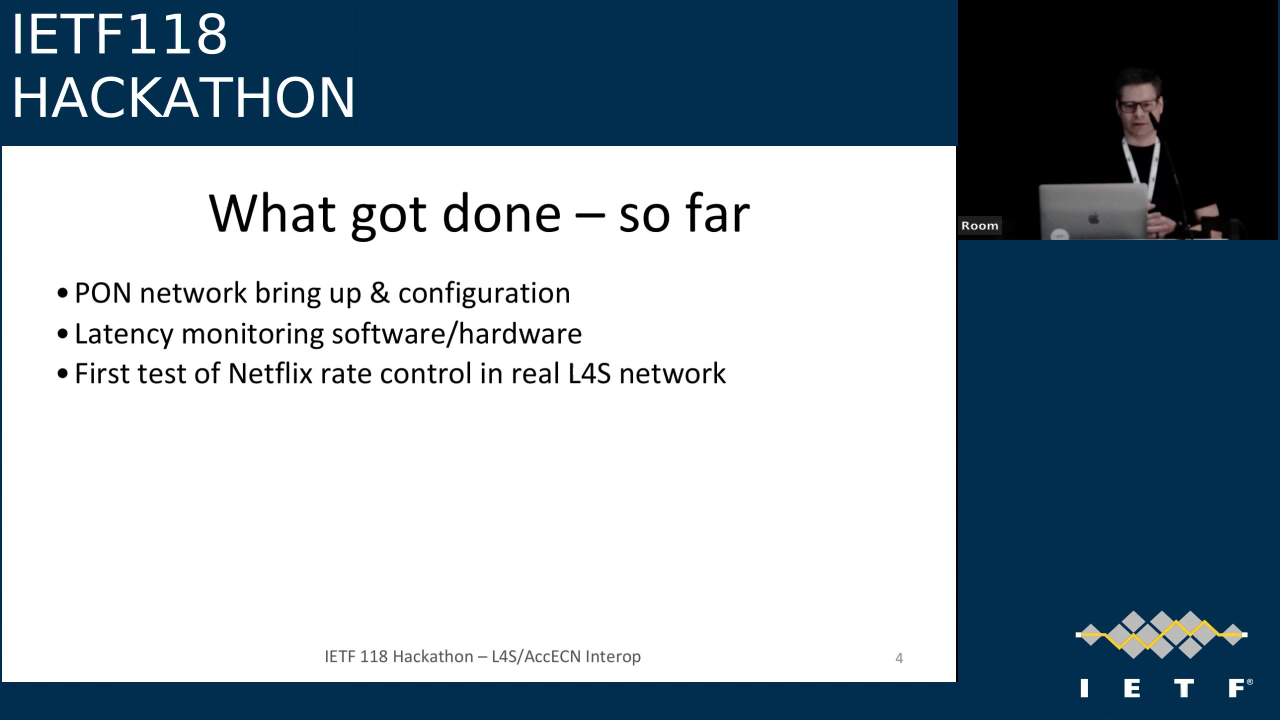 IETF118
HACKATHON
What got done – so far
• PON network bring up & configuration
• Latency monitoring software/hardware
• First test of Netflix rate control in real L4S network
IETF 118 Hackathon – L4S/AccECN Interop
4
Room
I E T F®